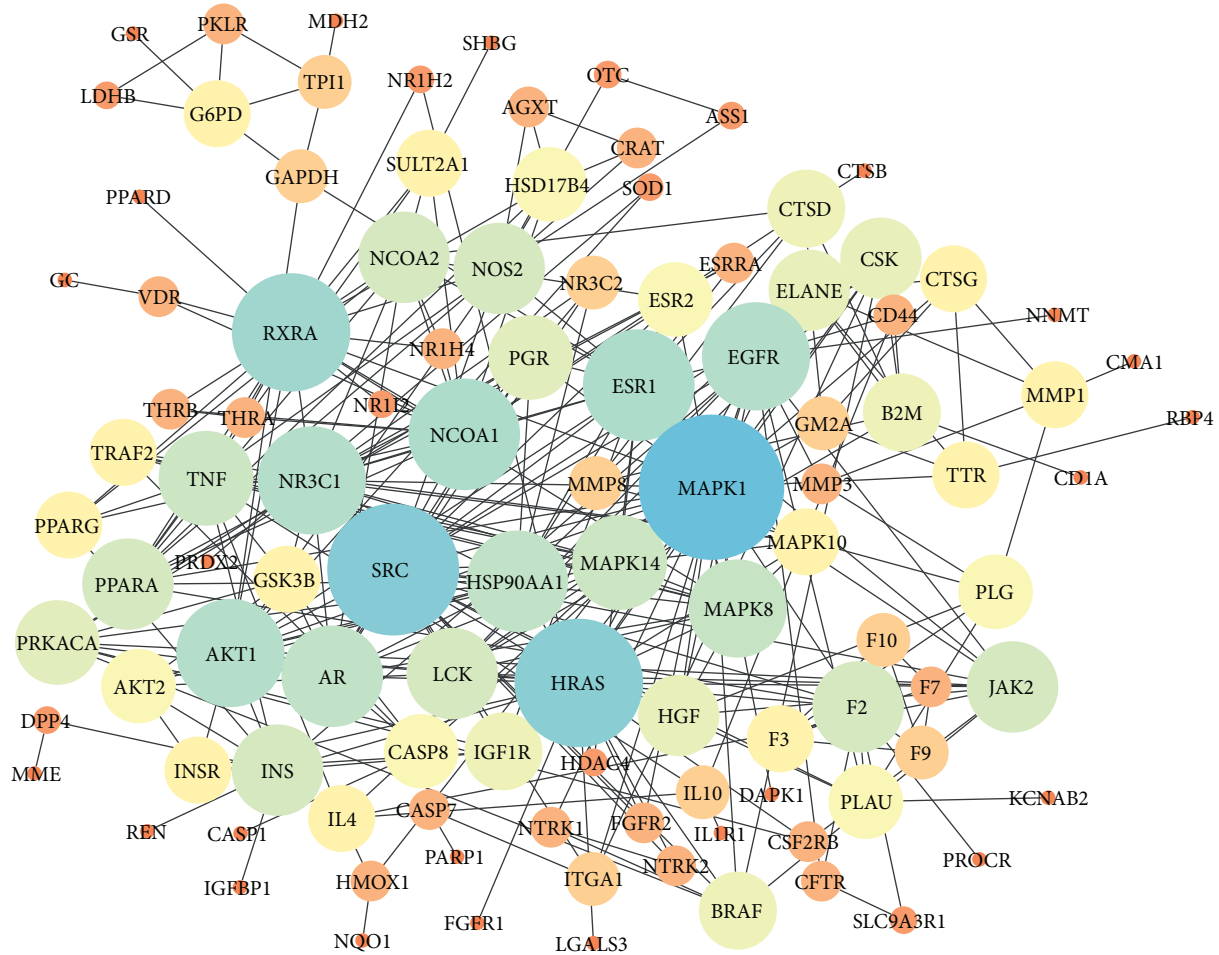 MDH2
PKLR
GSR
SHBG
OTC
NR1H2
TPI1
LDHB
AGXT
G6PD
ASS1
CRAT
SULT2A1
CTSB
GAPDH
HSD17B4
SOD1
PPARD
CTSD
NCOA2
CSK
NOS2
ESRRA
GC
CTSG
NR3C2
ELANE
VDR
ESR2
CD44
NNMT
RXRA
NR1H4
PGR
EGFR
CMA1
ESR1
MMP1
NR1I2
THRB
THRA
B2M
RBP4
GM2A
NCOA1
TRAF2
TTR
CD1A
TNF
NR3C1
MMP8
MAPK1
MMP3
PPARG
MAPK10
PRDX2
MAPK14
SRC
PPARA
GSK3B
HSP90AA1
PLG
MAPK8
F10
PRKACA
AKT1
LCK
AR
HRAS
AKT2
F7
JAK2
F2
HGF
DPP4
F3
CASP8
IGF1R
F9
HDAC4
INSR
INS
MME
IL10
DAPK1
KCNAB2
PLAU
CASP7
IL4
FGFR2
NTRK1
REN
CASP1
IL1R1
CSF2RB
PARP1
PROCR
NTRK2
HMOX1
ITGA1
CFTR
IGFBP1
BRAF
SLC9A3R1
FGFR1
NQO1
LGALS3